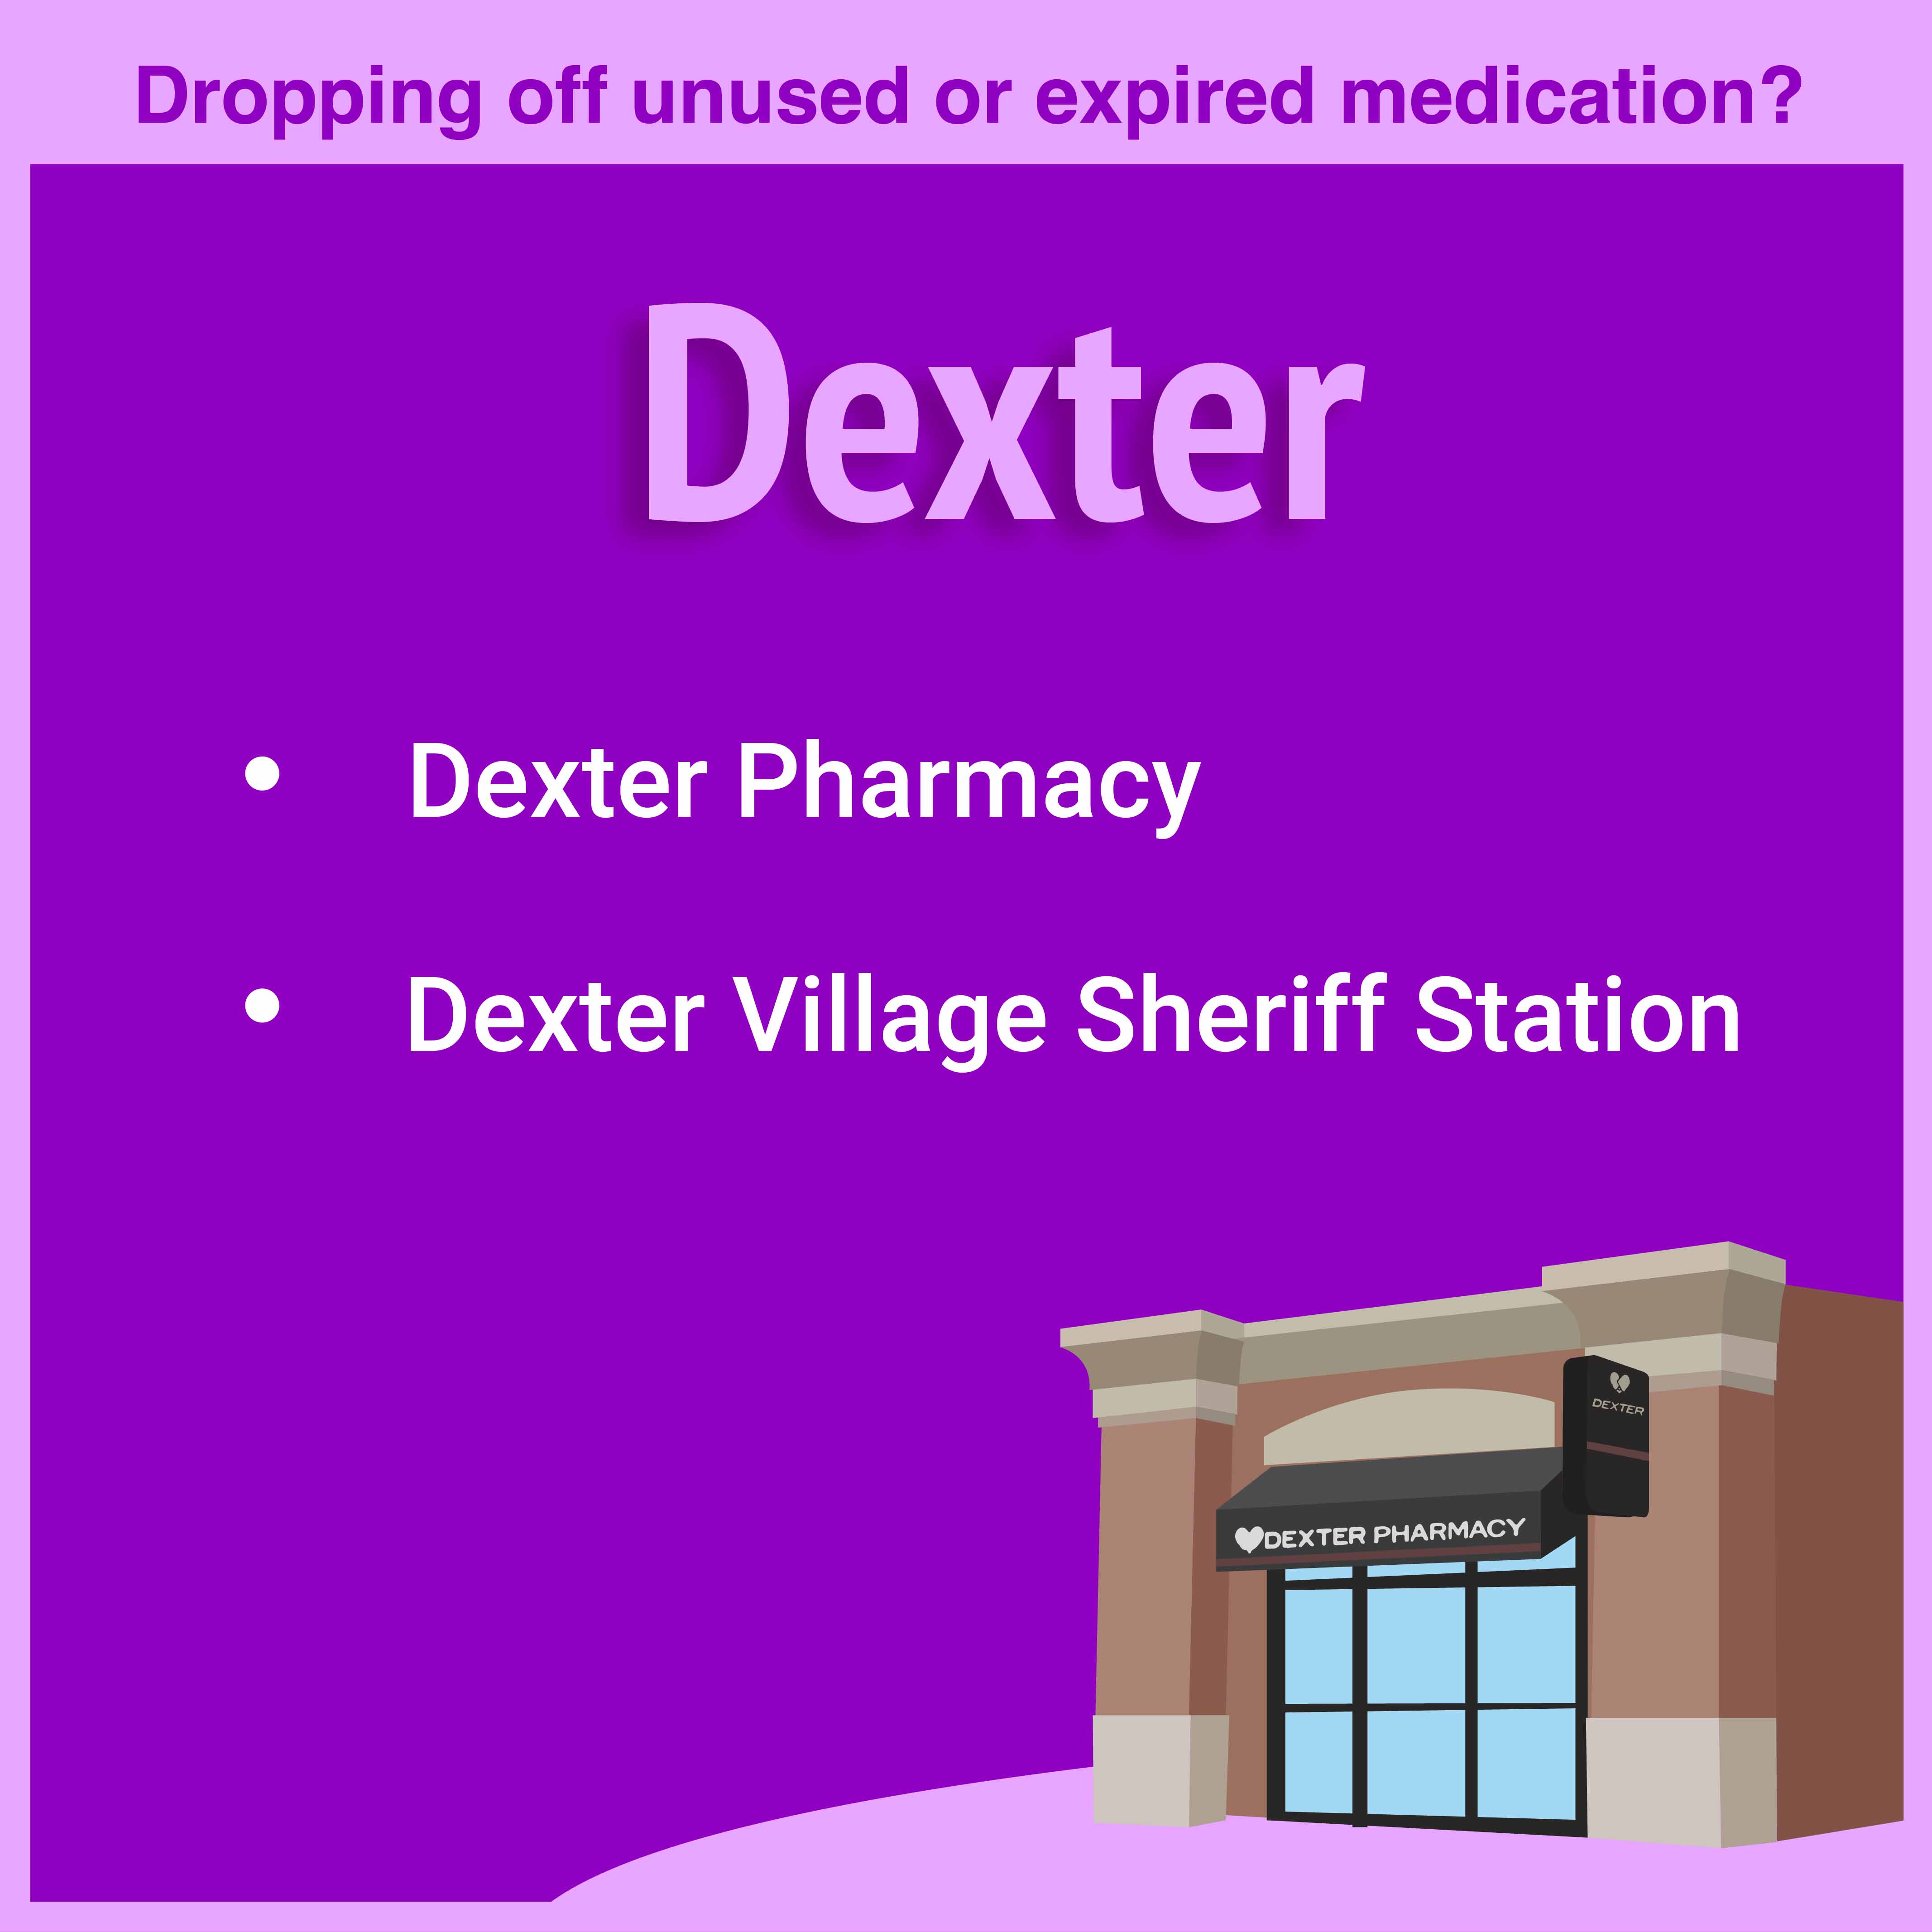 Dropping off unused or expired medication?
Dexter
• Dexter Pharmacy
• Dexter Village Sheriff Station
DEXTER
DEXTER PHARMACY